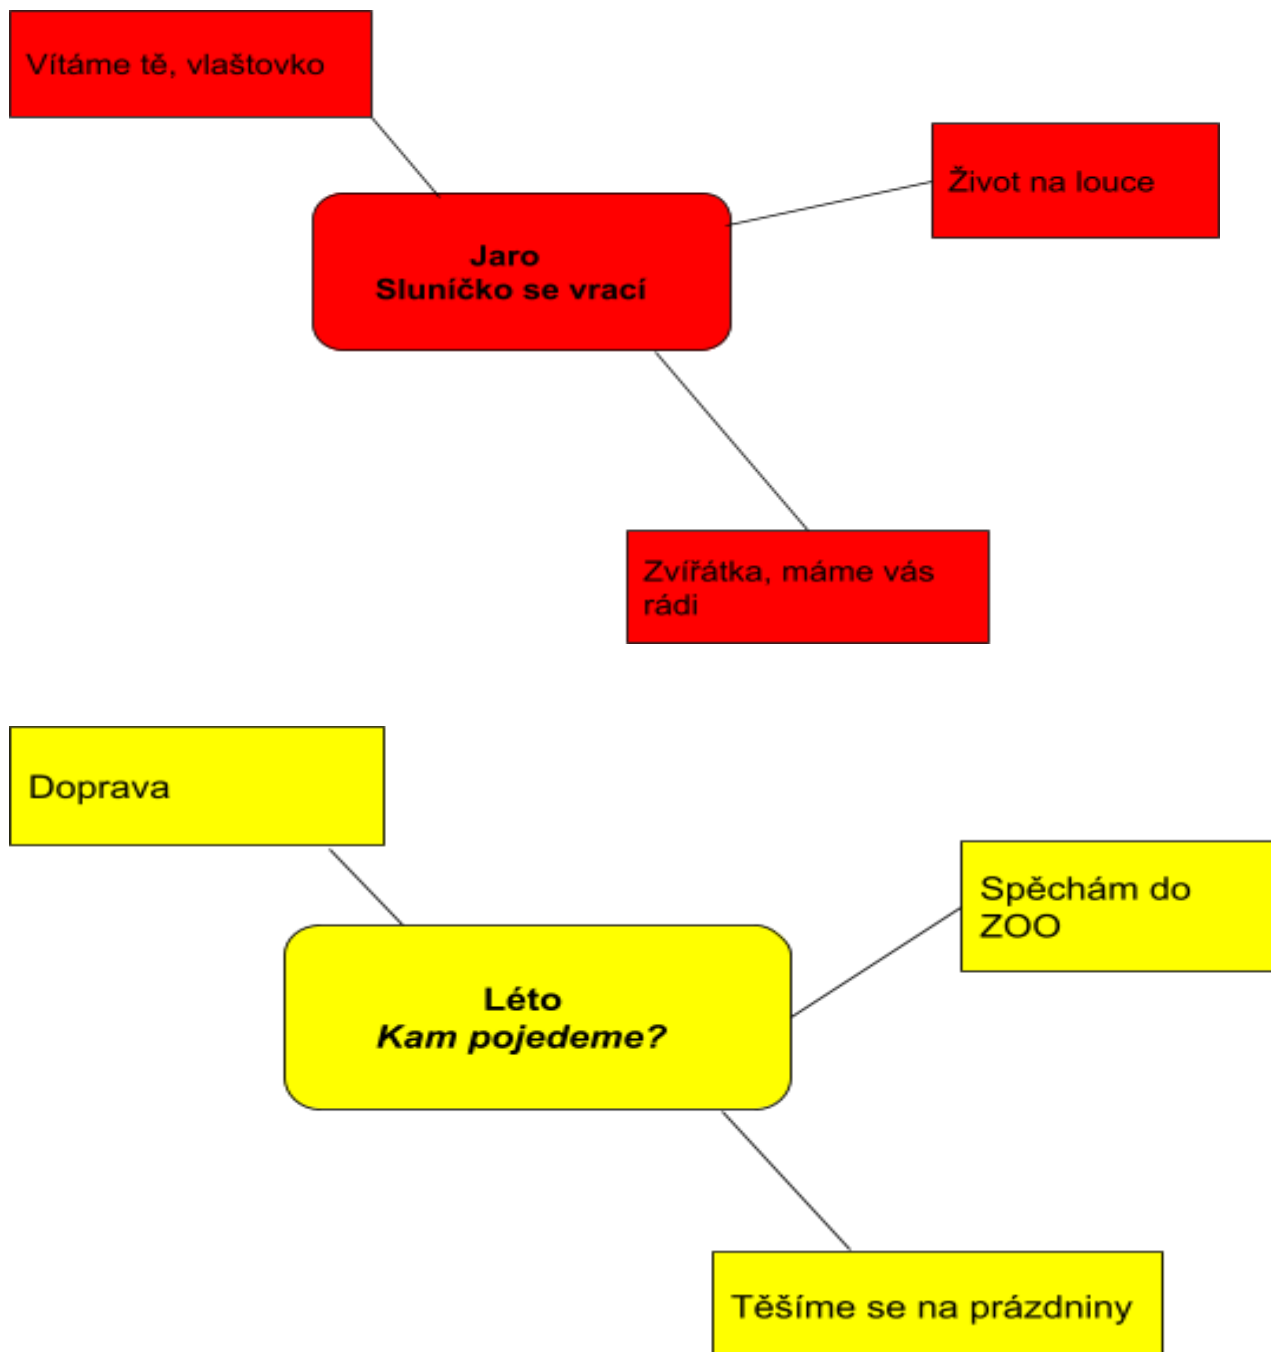 Vítáme tě, vlaštovko
Život na louce
Jaro
Sluníčko se vrací
Zvířátka, máme vás
rádi
Doprava
Spěchám do
ZOO
Léto
Kam pojedeme?
Těšíme se na prázdniny